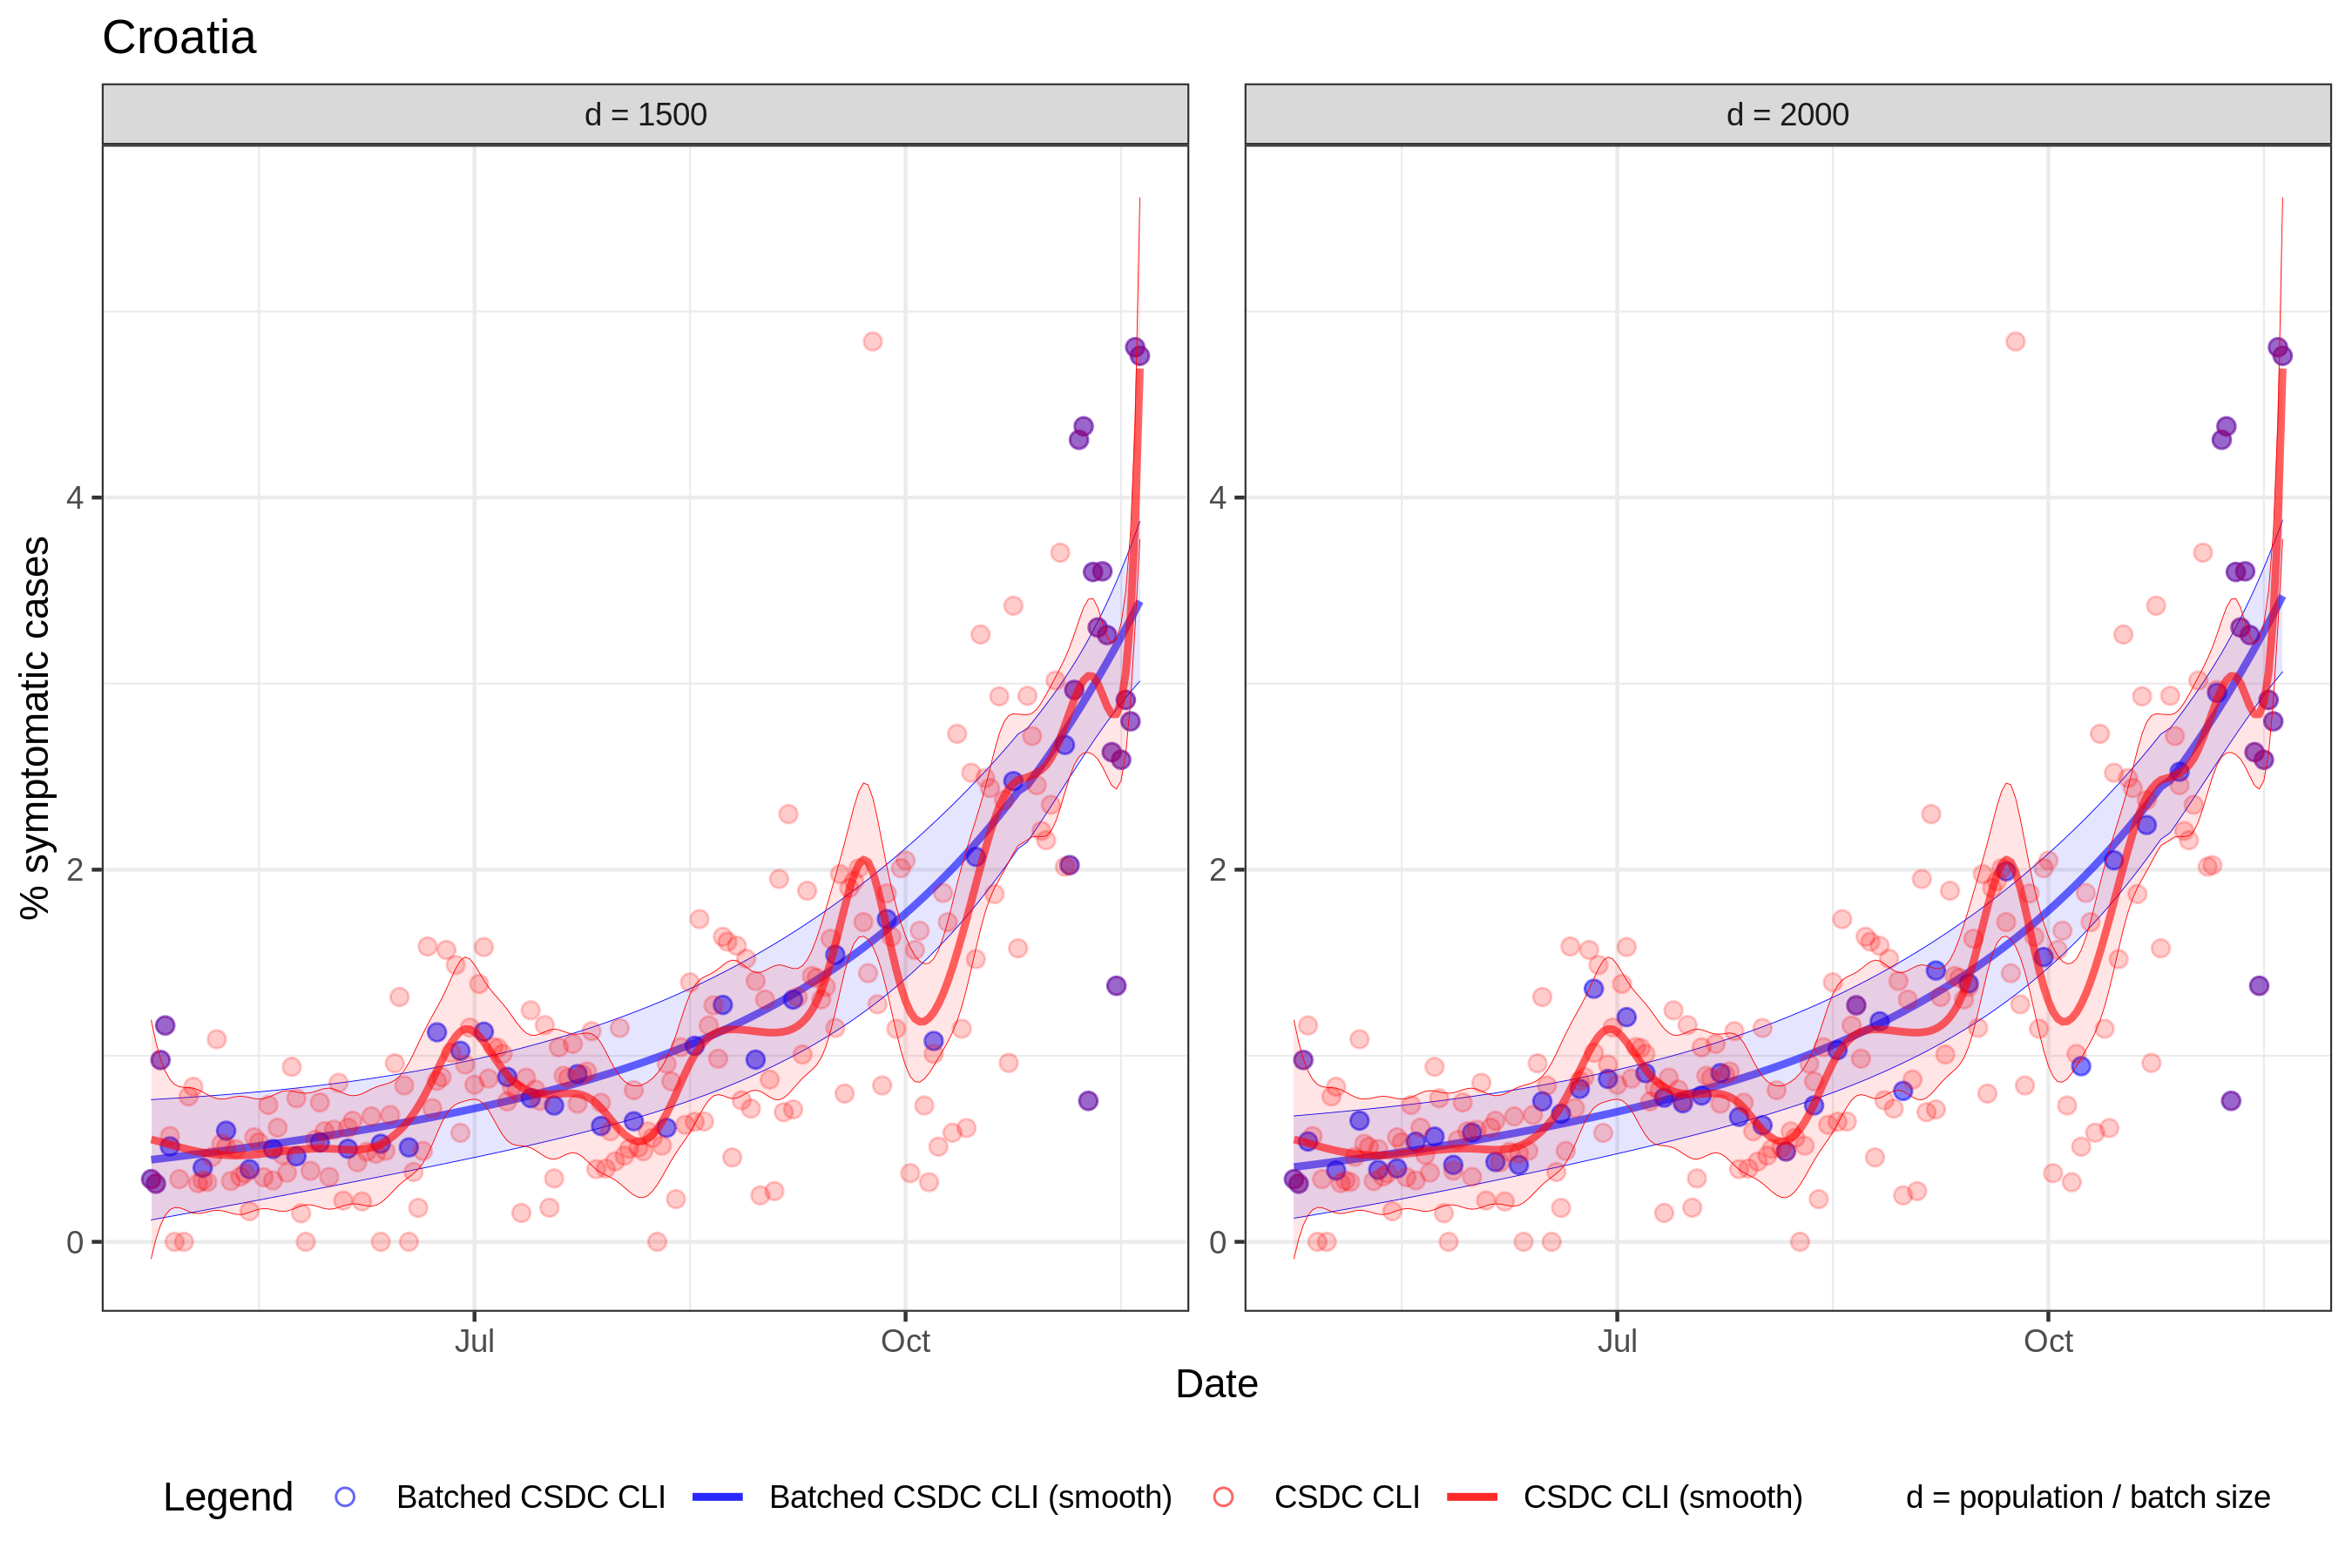 Croatia
d = 1500
d = 2000
% symptomatic cases
4
2
0
4
2
0
Jul
Oct
Jul
Oct
Date
Legend
Batched CSDC CLI
Batched CSDC CLI (smooth)
CSDC CLI
CSDC CLI (smooth)
d = population / batch size